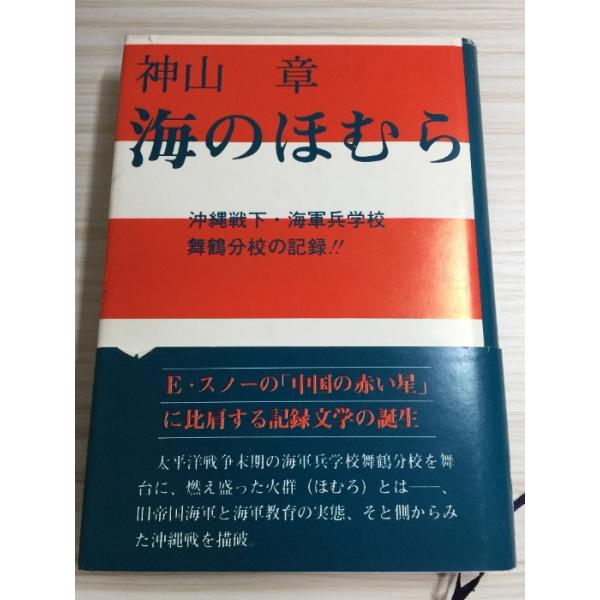 神山 章
海のほむら
沖縄戦下・海軍兵学校
舞鶴分校の記録!!
E・スノーの「中国の赤い星」
に比肩する記録文学の誕生
太平洋戦争末期の海軍兵学校舞鶴分校を舞
台に、燃え盛った火群（ほむろ）とは──、
旧帝国海軍と海軍教育の実態、そと側からみ
た沖縄戦を描破。